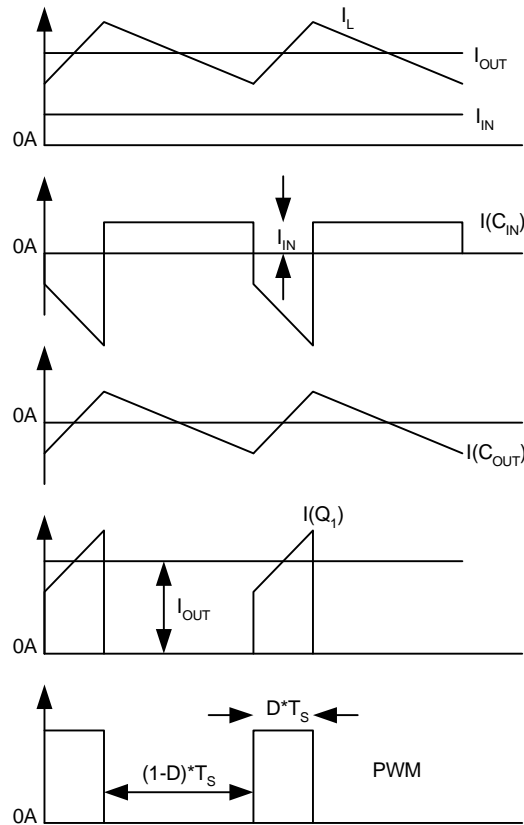 I_L
I_OUT
I_IN
0A
I(C_IN)
0A
I_IN
0A
I(C_OUT)
I(Q_1)
I_OUT
0A
D*T_S
(1-D)*T_S
PWM
0A